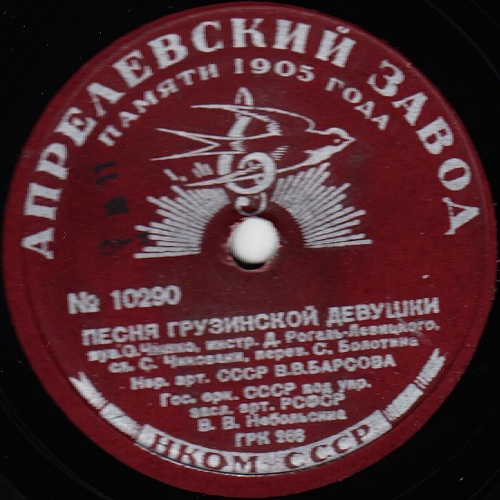 АПРЕЛЕВСКИЙ ЗАВОД
ПАМЯТИ 1905 ГОДА
№ 10290
ПЕСНЯ ГРУЗИНСКОЙ ДЕВУШКИ
муз. О. Чишко, инстр. Д. Рогаль-Левицкого,
сл. С. Чиковани, перев. С. Болотина
Нар. арт. СССР В.В.БАРСОВА
Гос. орк. СССР под упр.
засл. арт. РСФСР
В. В. Небольсина
ГРК 266
НКОМ-СССР